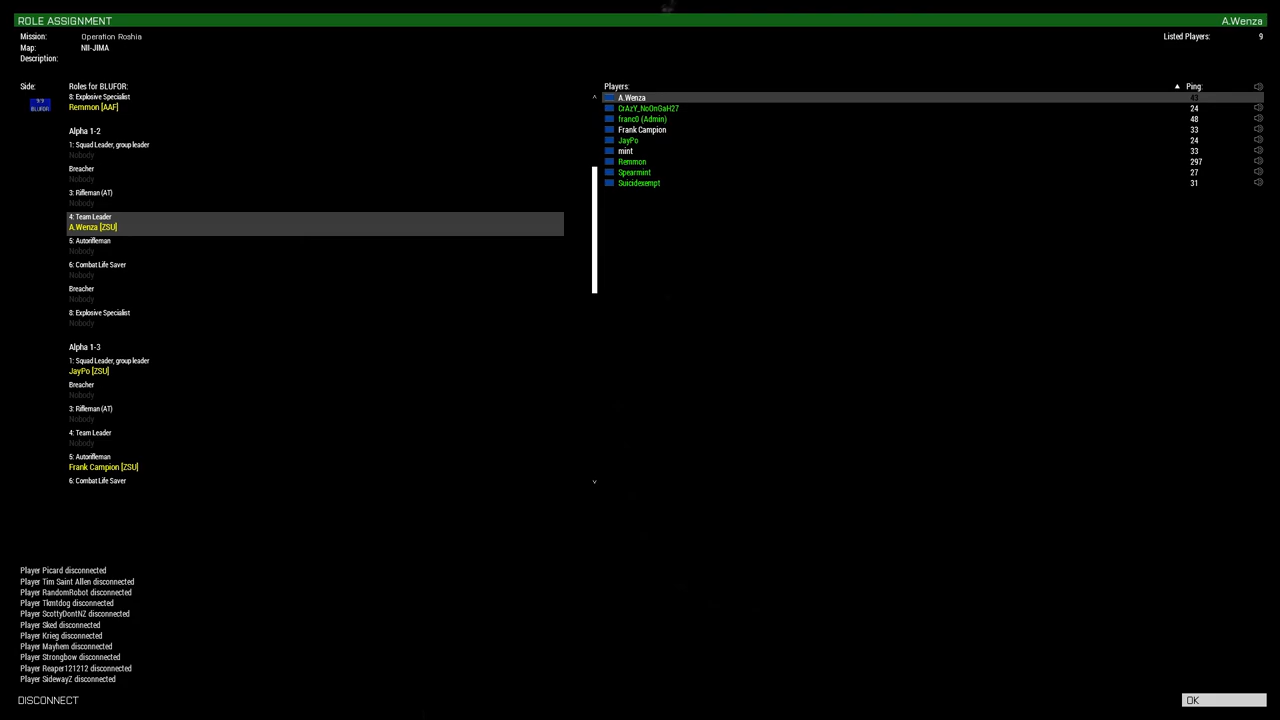 ROLE ASSIGNMENT A.Wenza
Mission: Operation Roshia Listed Players: 9
Map: NII-JIMA
Description:
Side: Roles for BLUFOR: Players: Ping:
8: Explosive Specialist
Remmon [AAF]
Alpha 1-2
1: Squad Leader, group leader
Nobody
Breacher
Nobody
3: Rifleman (AT)
Nobody
4: Team Leader
A.Wenza [ZSU]
5: Autorifleman
Nobody
6: Combat Life Saver
Nobody
Breacher
Nobody
8: Explosive Specialist
Nobody
Alpha 1-3
1: Squad Leader, group leader
JayPo [ZSU]
Breacher
Nobody
3: Rifleman (AT)
Nobody
4: Team Leader
Nobody
5: Autorifleman
Frank Campion [ZSU]
6: Combat Life Saver
9/9
BLUFOR
A.Wenza 43
CrAzY_NoOnGaH27 24
franc0 (Admin) 48
Frank Campion 33
JayPo 24
mint 33
Remmon 297
Spearmint 27
Suicidexempt 31
Player Picard disconnected
Player Tim Saint Allen disconnected
Player RandomRobot disconnected
Player Tkmtdog disconnected
Player ScottyDontNZ disconnected
Player Sked disconnected
Player Krieg disconnected
Player Mayhem disconnected
Player Strongbow disconnected
Player Reaper121212 disconnected
Player SidewayZ disconnected
DISCONNECT OK